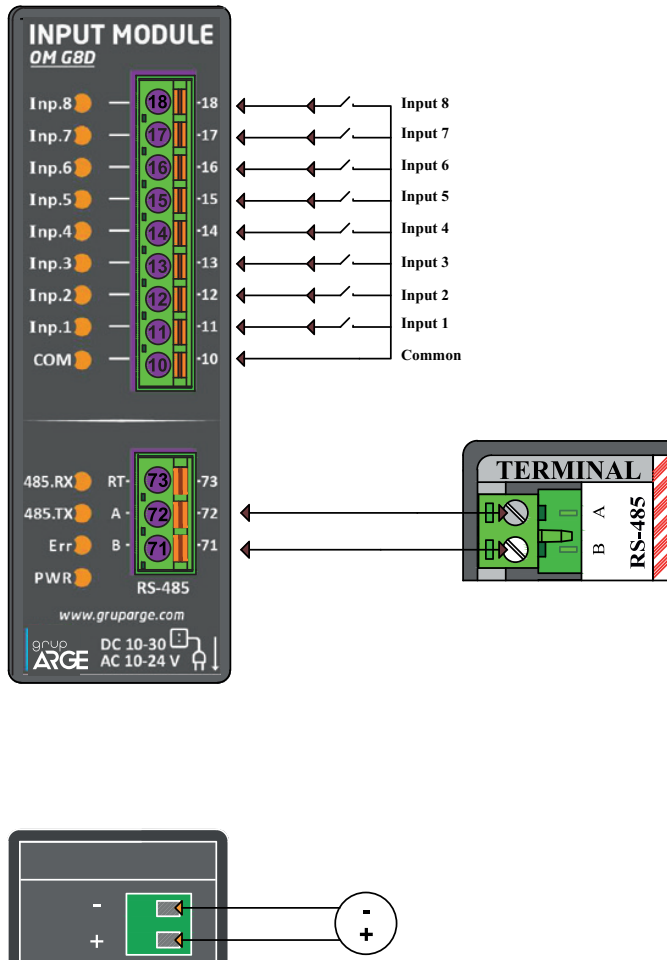 INPUT MODULE
OM G8D
Inp.8 18 -18 Input 8
Inp.7 17 -17 Input 7
Inp.6 16 -16 Input 6
Inp.5 15 -15 Input 5
Inp.4 14 -14 Input 4
Inp.3 13 -13 Input 3
Inp.2 12 -12 Input 2
Inp.1 11 -11 Input 1
COM 10 -10 Common
TERMINAL
485.RX RT- 73 -73
485.TX A - 72 -72 A
Err B - 71 -71 B
RS-485
PWR
RS-485
www.gruparge.com
grup
ARGE
DC 10-30
AC 10-24 V
- -
+ +